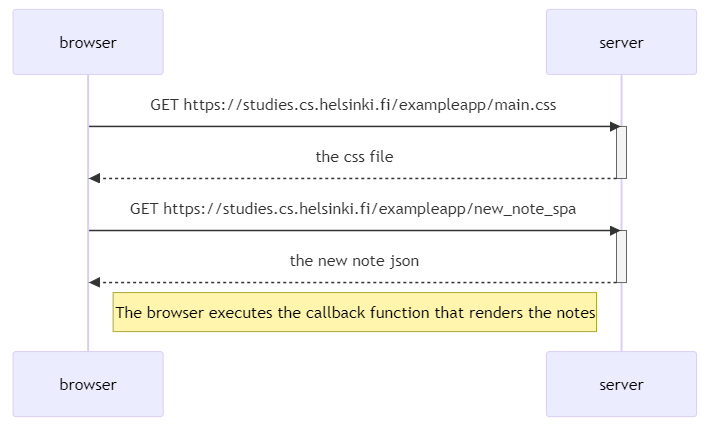 browser server
GET https://studies.cs.helsinki.fi/exampleapp/main.css
the css file
GET https://studies.cs.helsinki.fi/exampleapp/new_note_spa
the new note json
The browser executes the callback function that renders the notes
browser server